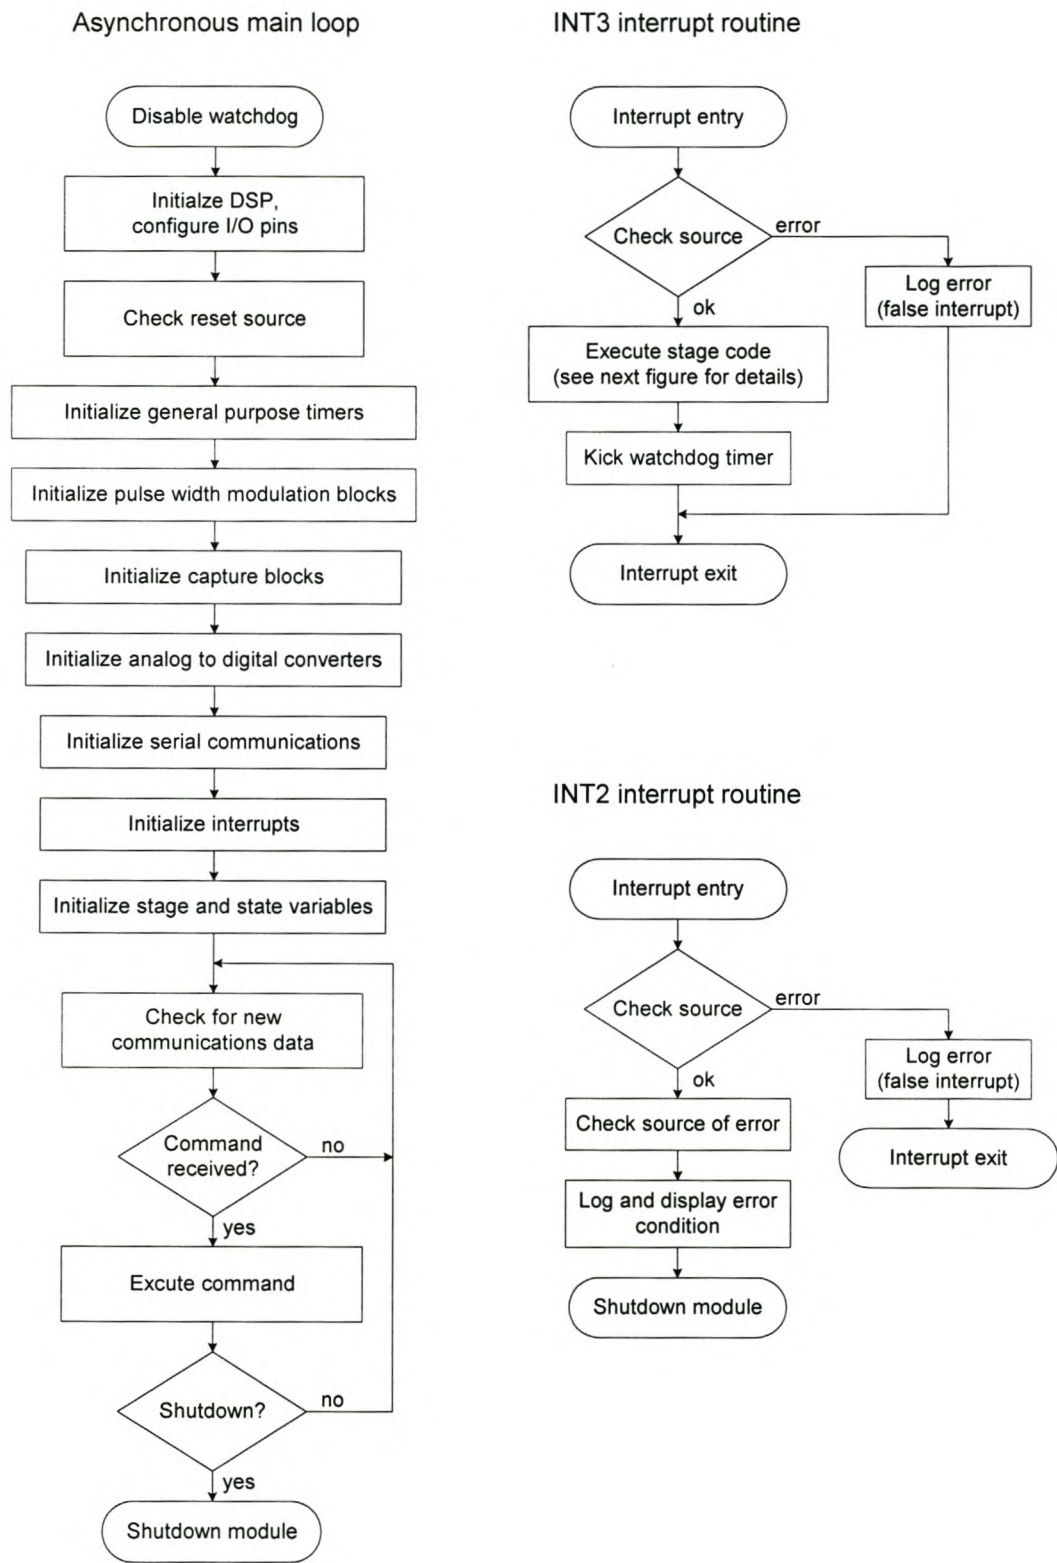 Asynchronous main loop
Disable watchdog
Initialze DSP,
configure I/O pins
Check reset source
Initialize general purpose timers
Initialize pulse width modulation blocks
Initialize capture blocks
Initialize analog to digital converters
Initialize serial communications
Initialize interrupts
Initialize stage and state variables
Check for new
communications data
Command
received?
no
yes
Excute command
Shutdown?
no
yes
Shutdown module
INT3 interrupt routine
Interrupt entry
Check source
error
Log error
(false interrupt)
ok
Execute stage code
(see next figure for details)
Kick watchdog timer
Interrupt exit
INT2 interrupt routine
Interrupt entry
Check source
error
Log error
(false interrupt)
Interrupt exit
ok
Check source of error
Log and display error
condition
Shutdown module